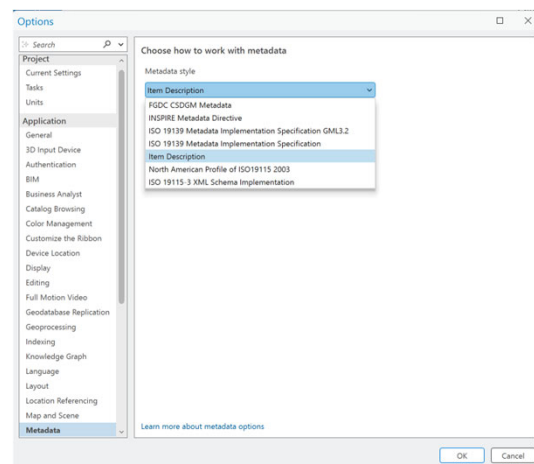 Options
Search
Project
Current Settings
Tasks
Units
Application
General
3D Input Device
Authentication
BIM
Business Analyst
Catalog Browsing
Color Management
Customize the Ribbon
Device Location
Display
Editing
Full Motion Video
Geodatabase Replication
Geoprocessing
Indexing
Knowledge Graph
Language
Layout
Location Referencing
Map and Scene
Metadata
Choose how to work with metadata
Metadata style
Item Description
FGDC CSDGM Metadata
INSPIRE Metadata Directive
ISO 19139 Metadata Implementation Specification GML3.2
ISO 19139 Metadata Implementation Specification
Item Description
North American Profile of ISO19115 2003
ISO 19115-3 XML Schema Implementation
Learn more about metadata options
OK
Cancel